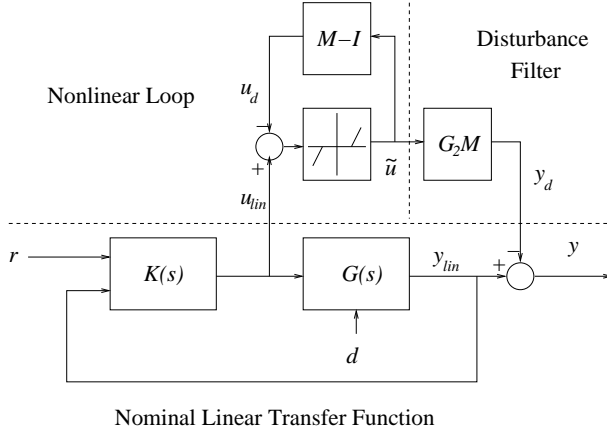 M−I
Disturbance
Filter
Nonlinear Loop
u_d
−
+
ũ
G_2M
y_d
u_lin
r
K(s)
G(s)
y_lin
+
−
y
d
Nominal Linear Transfer Function